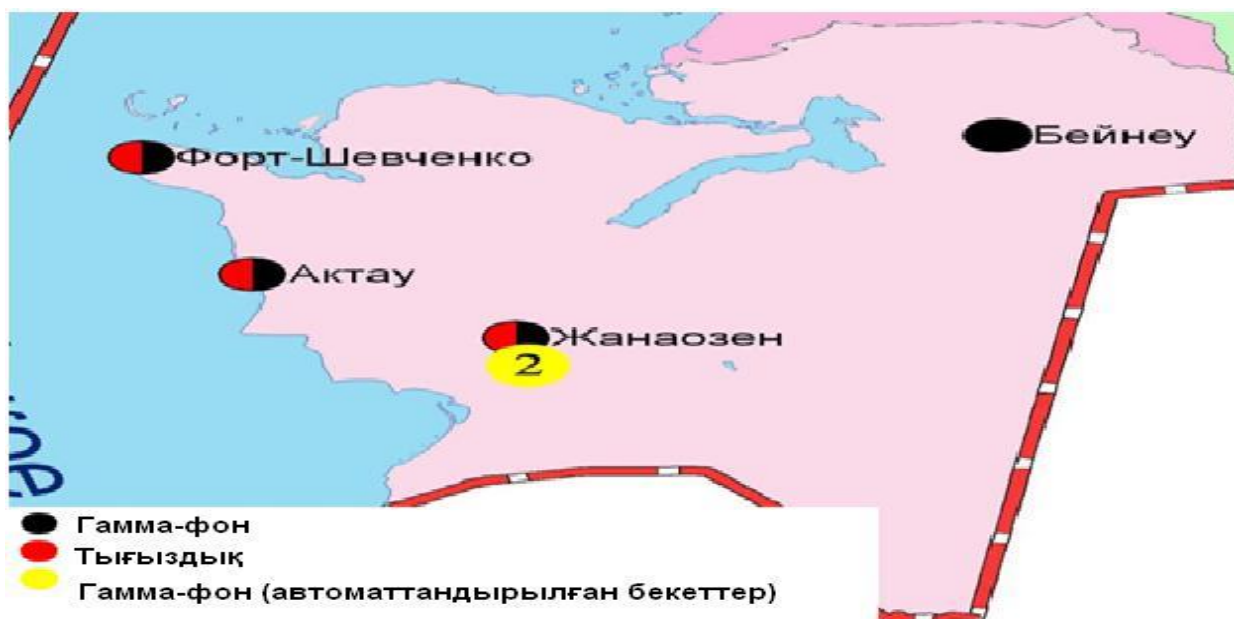 Форт-Шевченко
Бейнеу
Актау
Жанаозен
2
Гамма-фон
Тығыздық
Гамма-фон (автоматтандырылған бекеттер)